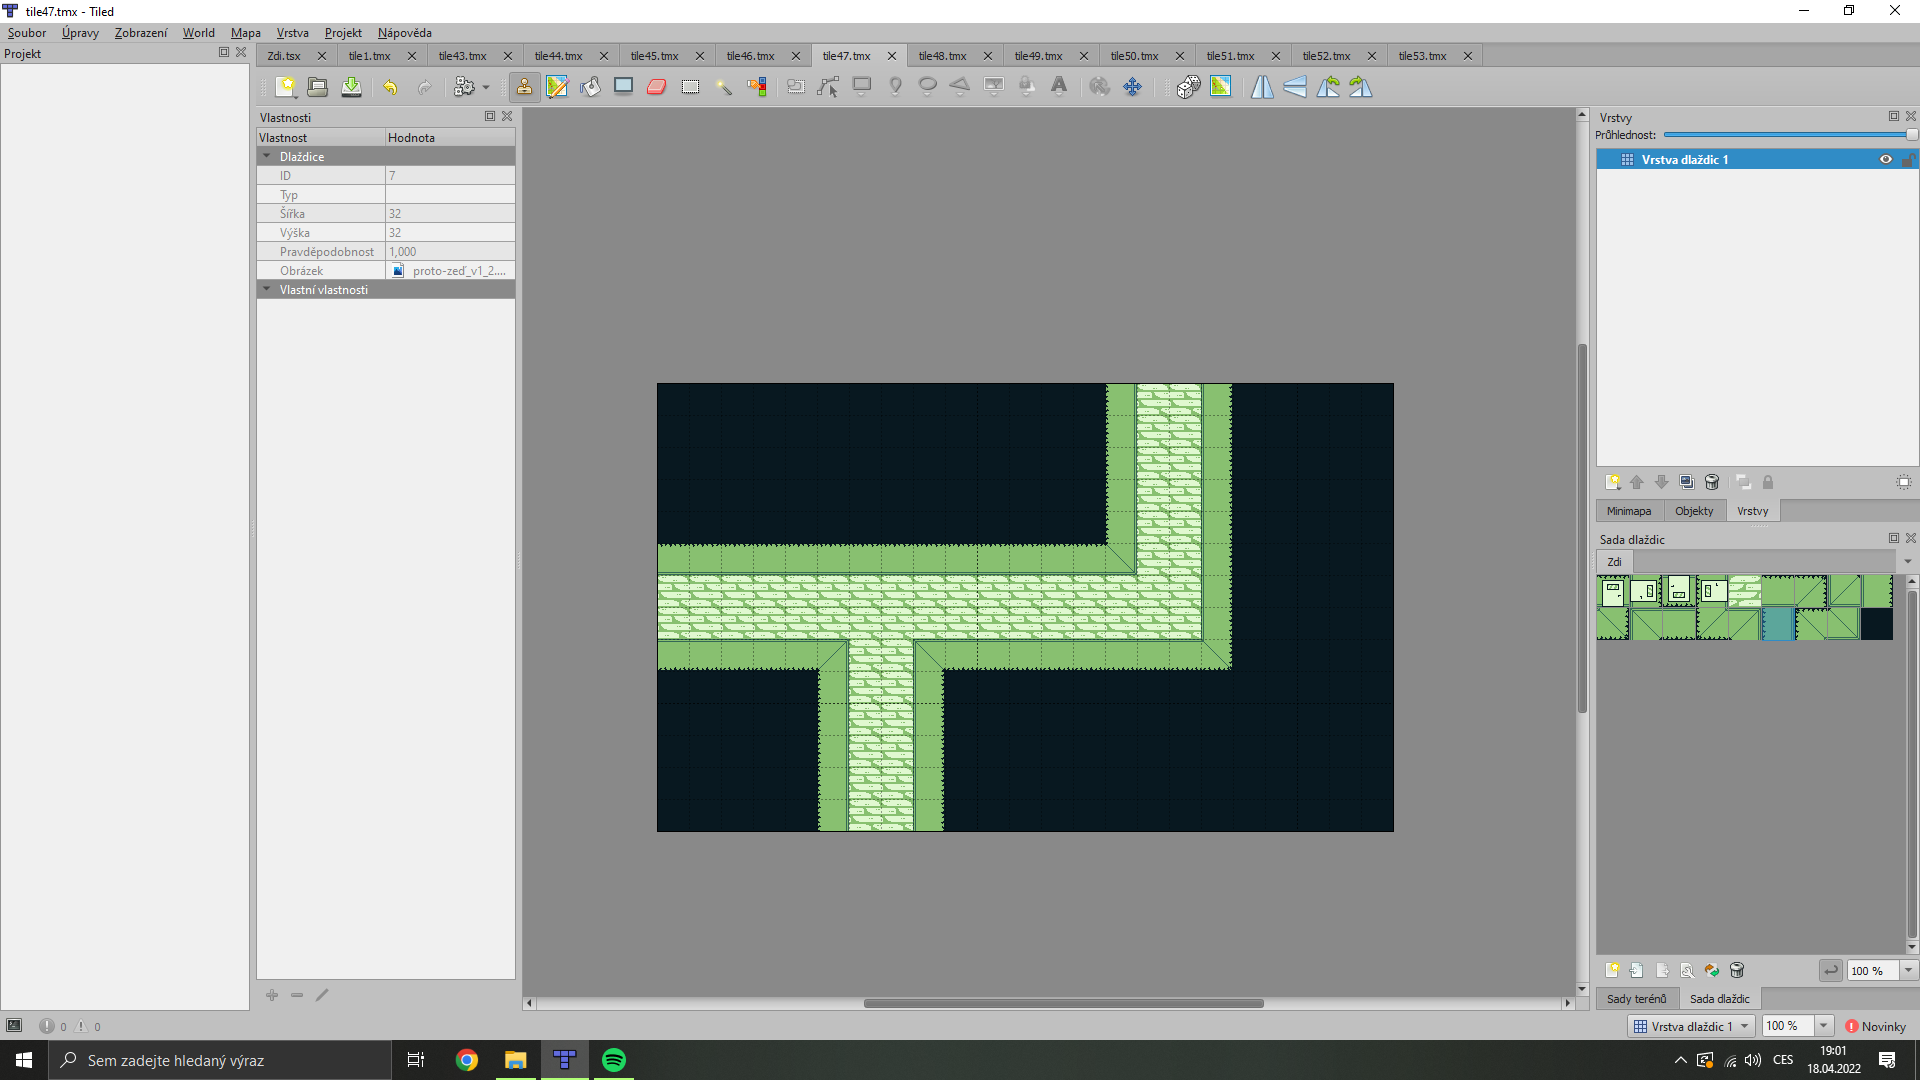 tile47.tmx - Tiled
Soubor Úpravy Zobrazení World Mapa Vrstva Projekt Nápověda
Projekt
Zdi.tsx tile1.tmx tile43.tmx tile44.tmx tile45.tmx tile46.tmx tile47.tmx tile48.tmx tile49.tmx tile50.tmx tile51.tmx tile52.tmx tile53.tmx
Vlastnosti
Vlastnost Hodnota
Dlaždice
ID 7
Typ
Šířka 32
Výška 32
Pravděpodobnost 1,000
Obrázek proto-zeď_v1_2....
Vlastní vlastnosti
Vrstvy
Průhlednost:
Vrstva dlaždic 1
Minimapa Objekty Vrstvy
Sada dlaždic
Zdi
100 %
Sady terénů Sada dlaždic
0 0
Vrstva dlaždic 1 100 % Novinky
Sem zadejte hledaný výraz
CES
19:01
18.04.2022